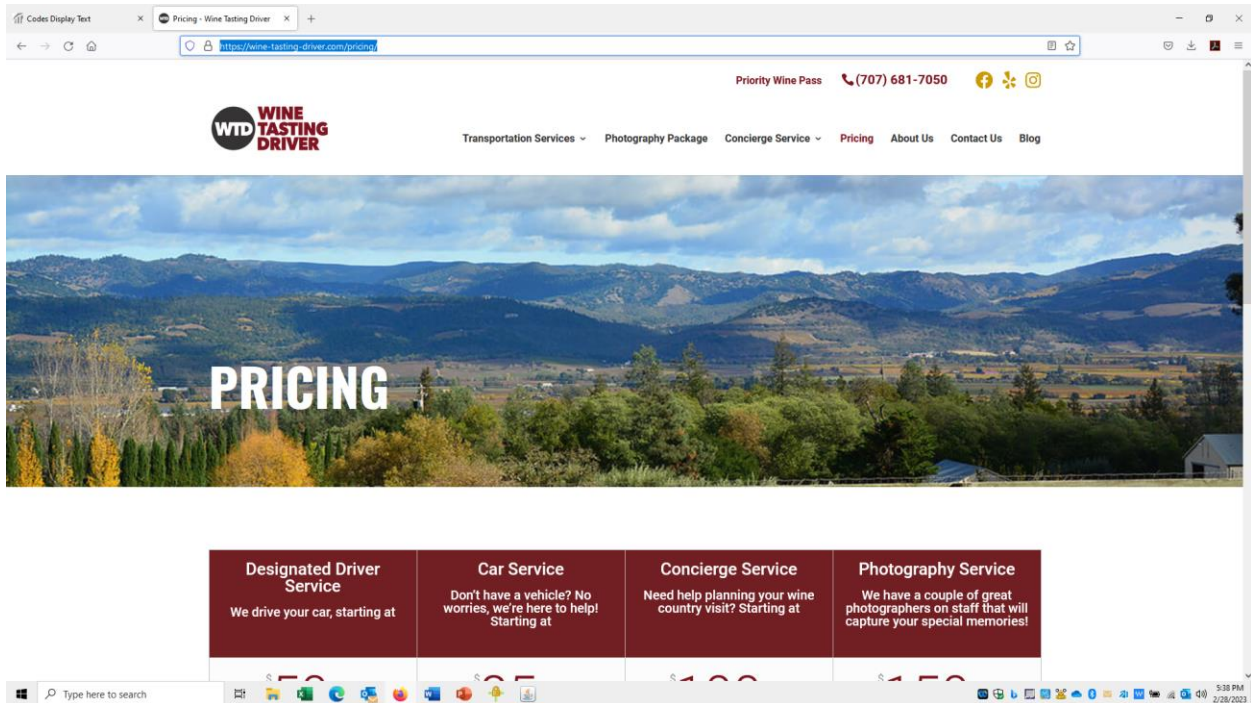 Codes Display Text
Pricing - Wine Tasting Driver
https://wine-tasting-driver.com/pricing/
Priority Wine Pass (707) 681-7050
WTD WINE TASTING DRIVER
Transportation Services Photography Package Concierge Service Pricing About Us Contact Us Blog
PRICING
Designated Driver
Service
We drive your car, starting at
Car Service
Don't have a vehicle? No
worries, we're here to help!
Starting at
Concierge Service
Need help planning your wine
country visit? Starting at
Photography Service
We have a couple of great
photographers on staff that will
capture your special memories!
Type here to search
5:38 PM
2/28/2023